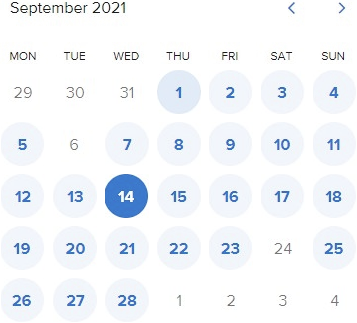 September 2021
MON TUE WED THU FRI SAT SUN
29 30 31 1 2 3 4
5 6 7 8 9 10 11
12 13 14 15 16 17 18
19 20 21 22 23 24 25
26 27 28 1 2 3 4